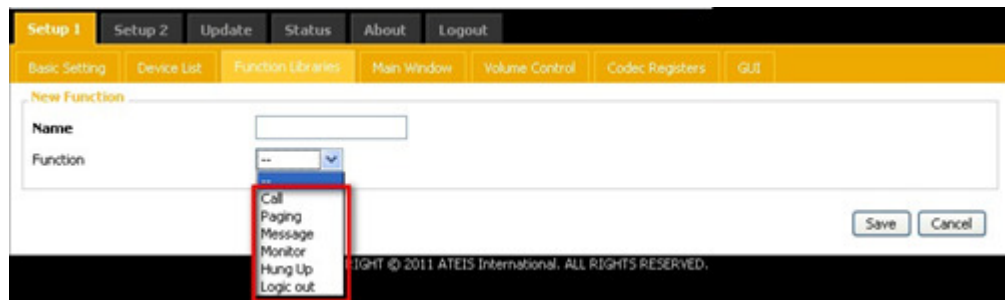 Setup 1 Setup 2 Update Status About Logout
Basic Setting Device List Function Libraries Main Window Volume Control Codec Registers GUI
New Function
Name
Function --
--
Call
Paging
Message
Monitor
Hung Up
Logic out
Save Cancel
IGHT © 2011 ATEIS International. ALL RIGHTS RESERVED.